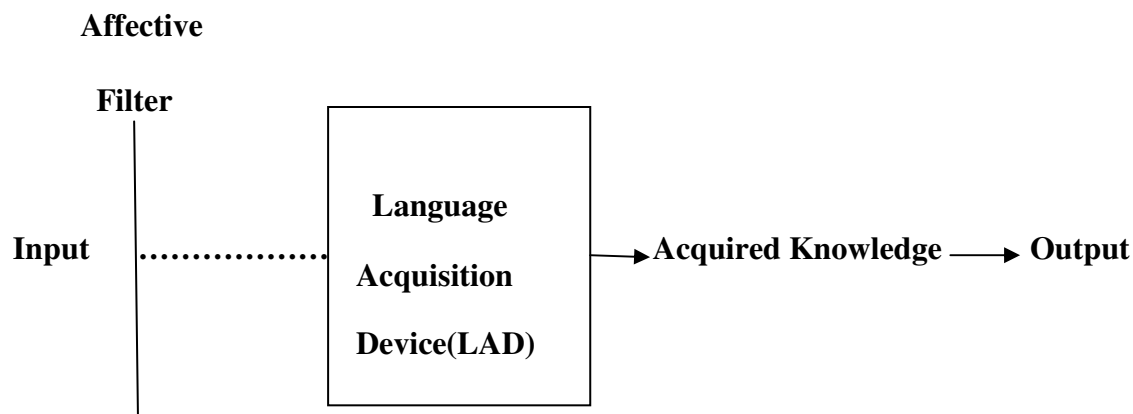 Affective
Filter
Language
Input
Acquired Knowledge
Output
Acquisition
Device(LAD)